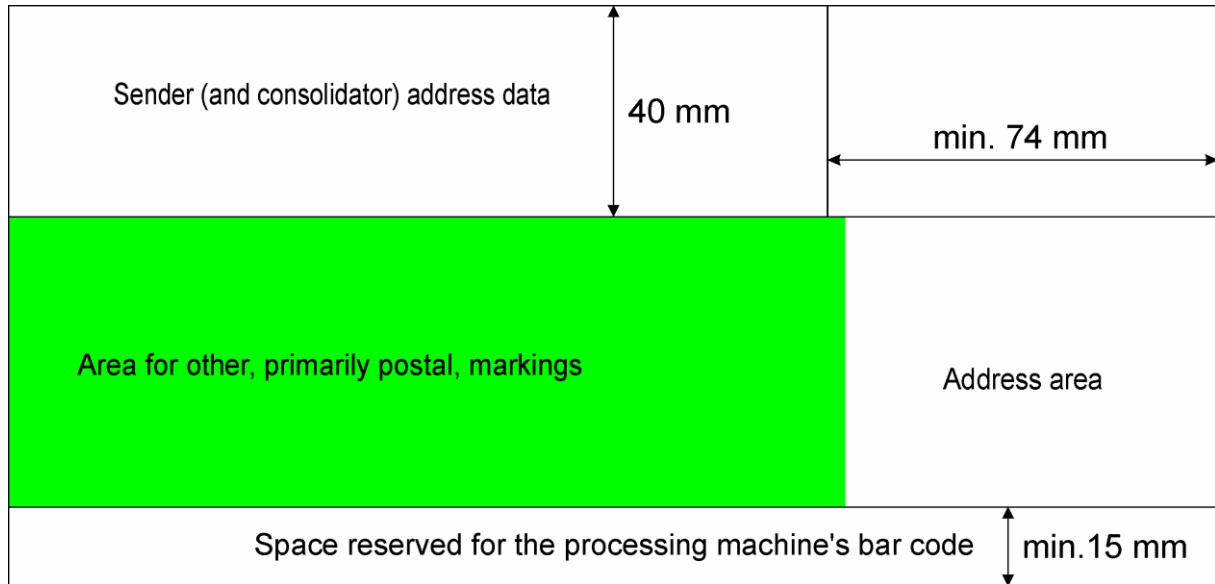 Sender (and consolidator) address data
40 mm
min. 74 mm
Area for other, primarily postal, markings
Address area
Space reserved for the processing machine's bar code
min.15 mm